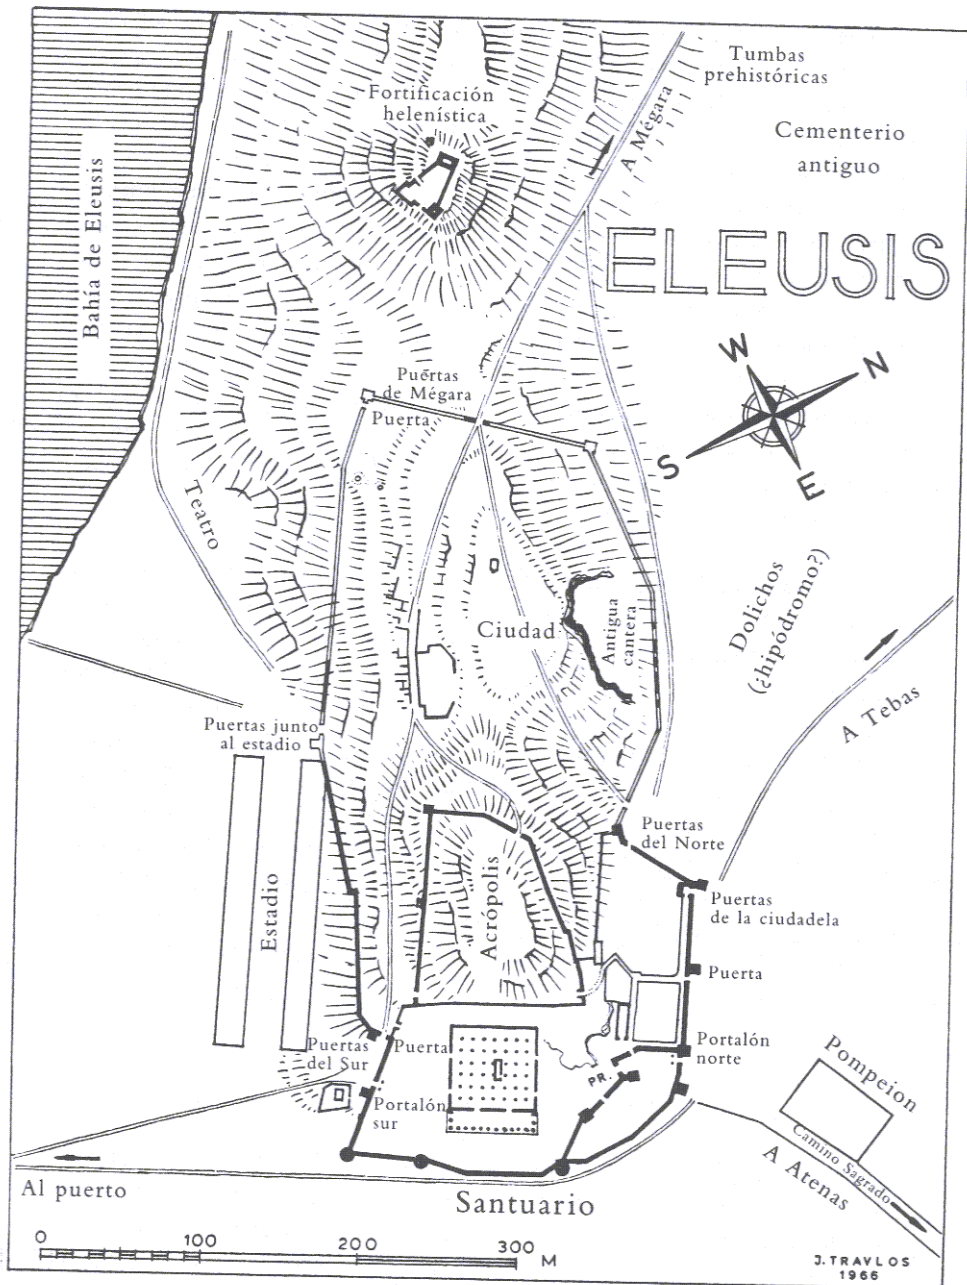 Tumbas
prehistóricas
Fortificación
helenística
A Mégara
Cementerio
antiguo
Bahía de Eleusis
ELEUSIS
W
N
S
E
Puertas
de Mégara
Puerta
Teatro
Dolichos
(¿hipódromo?)
Ciudad
Antigua
cantera
A Tebas
Puertas junto
al estadio
Puertas
del Norte
Estadio
Acrópolis
Puertas
de la ciudadela
Puerta
Puertas
del Sur
Puerta
Portalón
norte
PR.
Pompeion
Portalón
sur
Camino Sagrado
A Atenas
Al puerto
Santuario
0 100 200 300 M
J. TRAVLOS
1966